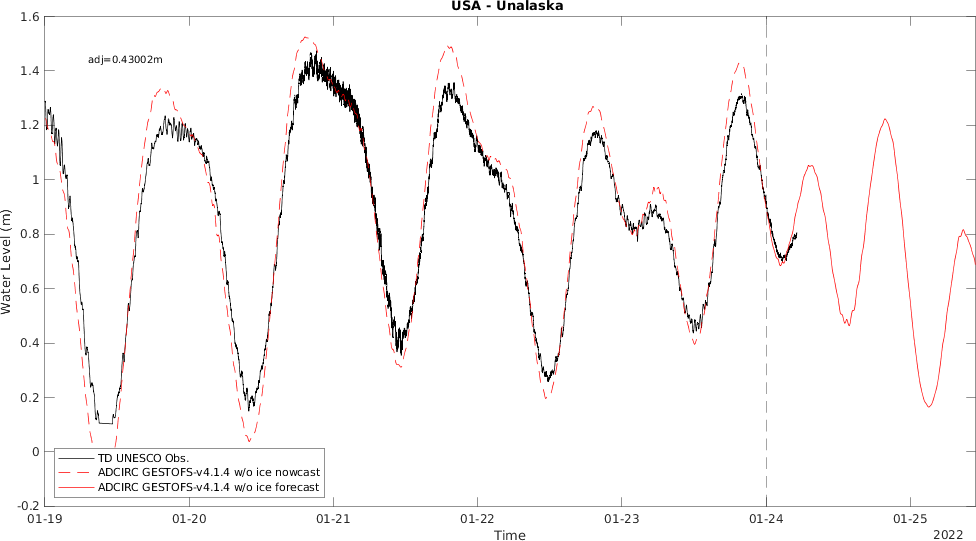 USA - Unalaska
adj=0.43002m
Water Level (m)
1.6
1.4
1.2
1
0.8
0.6
0.4
0.2
0
-0.2
TD UNESCO Obs.
ADCIRC GESTOFS-v4.1.4 w/o ice nowcast
ADCIRC GESTOFS-v4.1.4 w/o ice forecast
01-19 01-20 01-21 01-22 01-23 01-24 01-25
Time
2022